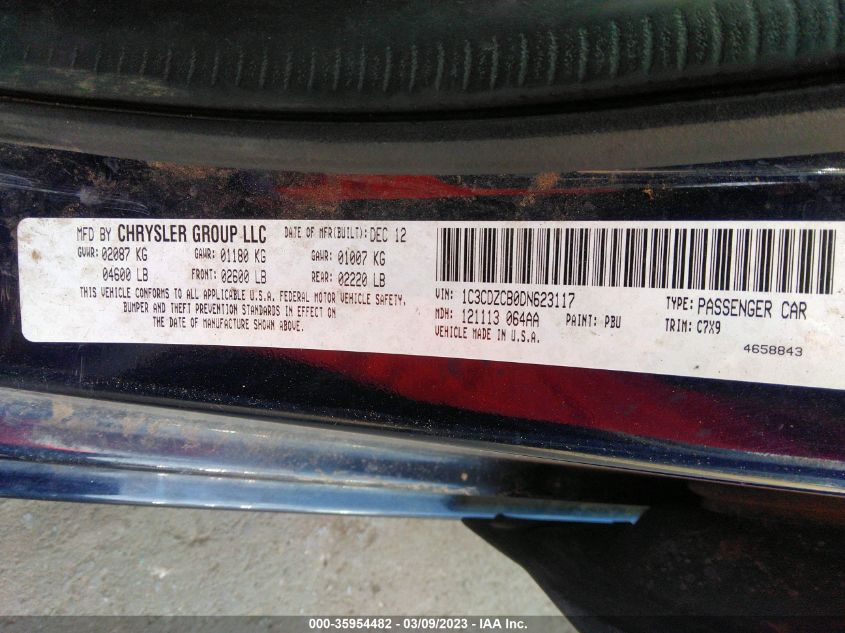 MFD BY CHRYSLER GROUP LLC DATE OF MFR(BUILT): DEC 12
GVWR: 02087 KG GAWR: 01180 KG GAWR: 01007 KG
04600 LB FRONT: 02600 LB REAR: 02220 LB
THIS VEHICLE CONFORMS TO ALL APPLICABLE U.S.A. FEDERAL MOTOR VEHICLE SAFETY,
BUMPER AND THEFT PREVENTION STANDARDS IN EFFECT ON
THE DATE OF MANUFACTURE SHOWN ABOVE.
VIN: 1C3CDZCB0DN623117 TYPE: PASSENGER CAR
MDH: 121113 064AA PAINT: PBU TRIM: C7X9
VEHICLE MADE IN U.S.A.
4658843
000-35954482 - 03/09/2023 - IAA Inc.